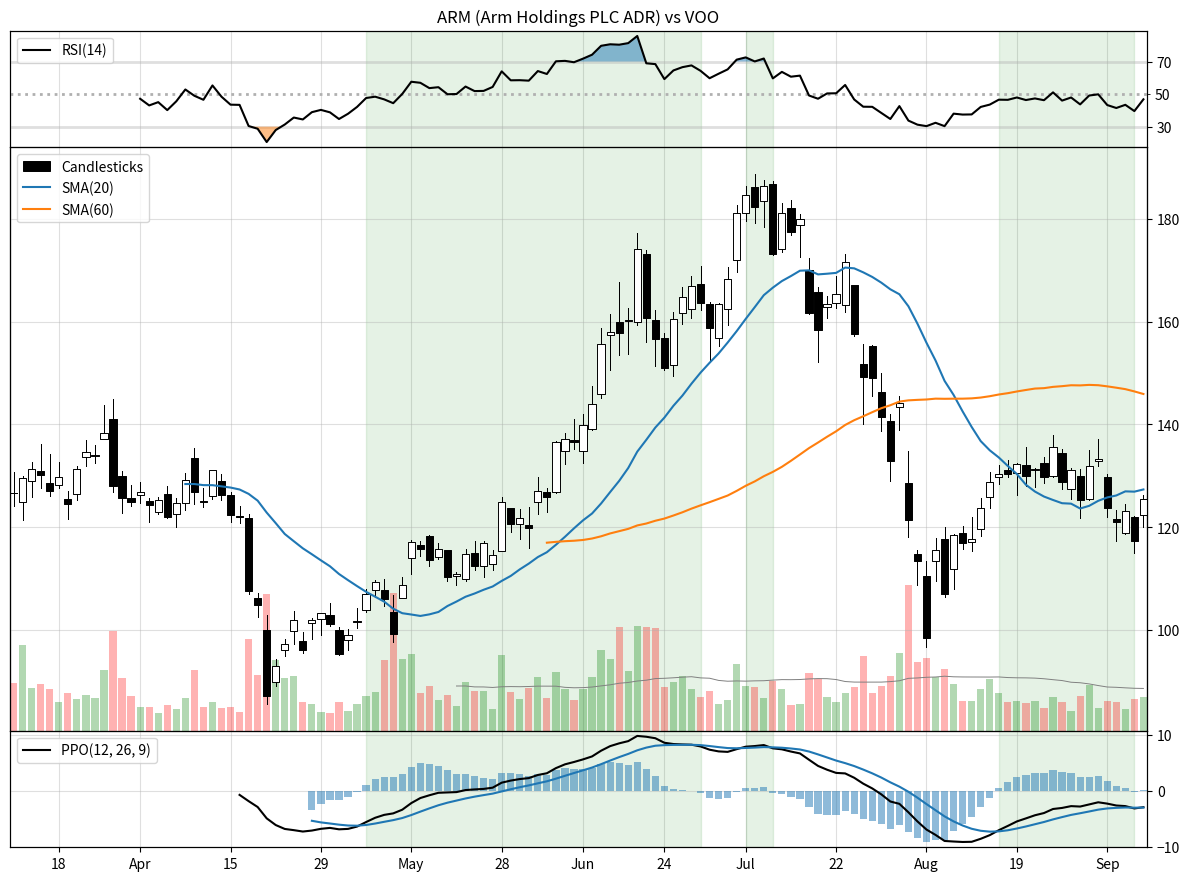 ARM (Arm Holdings PLC ADR) vs VOO
RSI(14)
70
50
30
Candlesticks
SMA(20)
SMA(60)
180
160
140
120
100
PPO(12, 26, 9)
10
0
−10
18 Apr 15 29 May 28 Jun 24 Jul 22 Aug 19 Sep